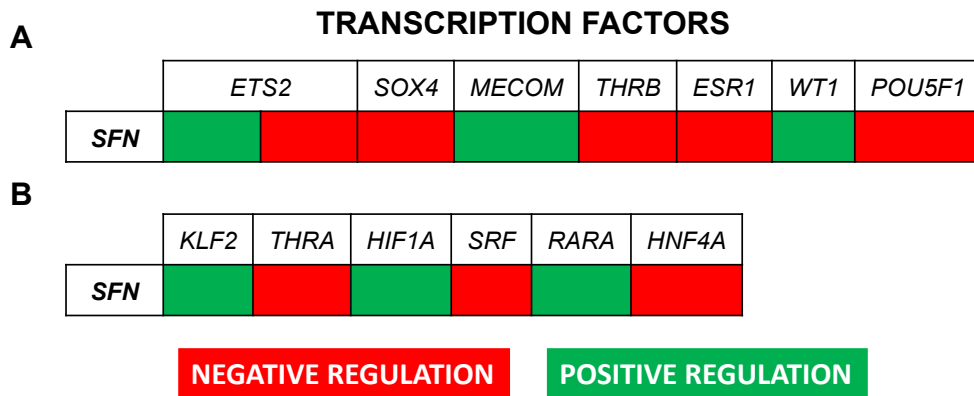 TRANSCRIPTION FACTORS
A
ETS2 SOX4 MECOM THRB ESR1 WT1 POU5F1
SFN
B
KLF2 THRA HIF1A SRF RARA HNF4A
SFN
NEGATIVE REGULATION POSITIVE REGULATION